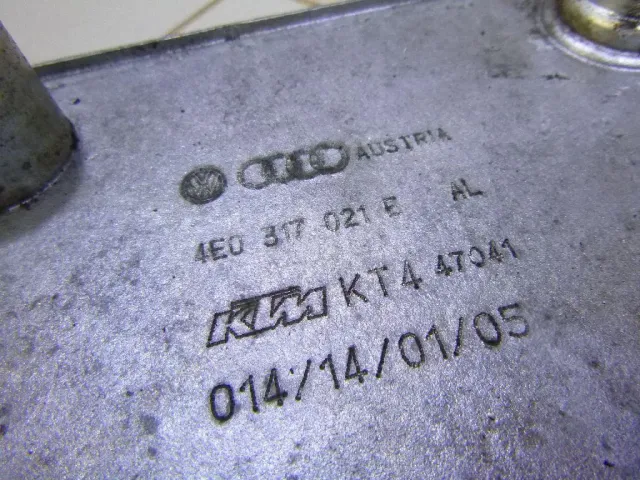 AUSTRIA
4E0 317 021 E AL
KTM KT4 47041
014/14/01/05